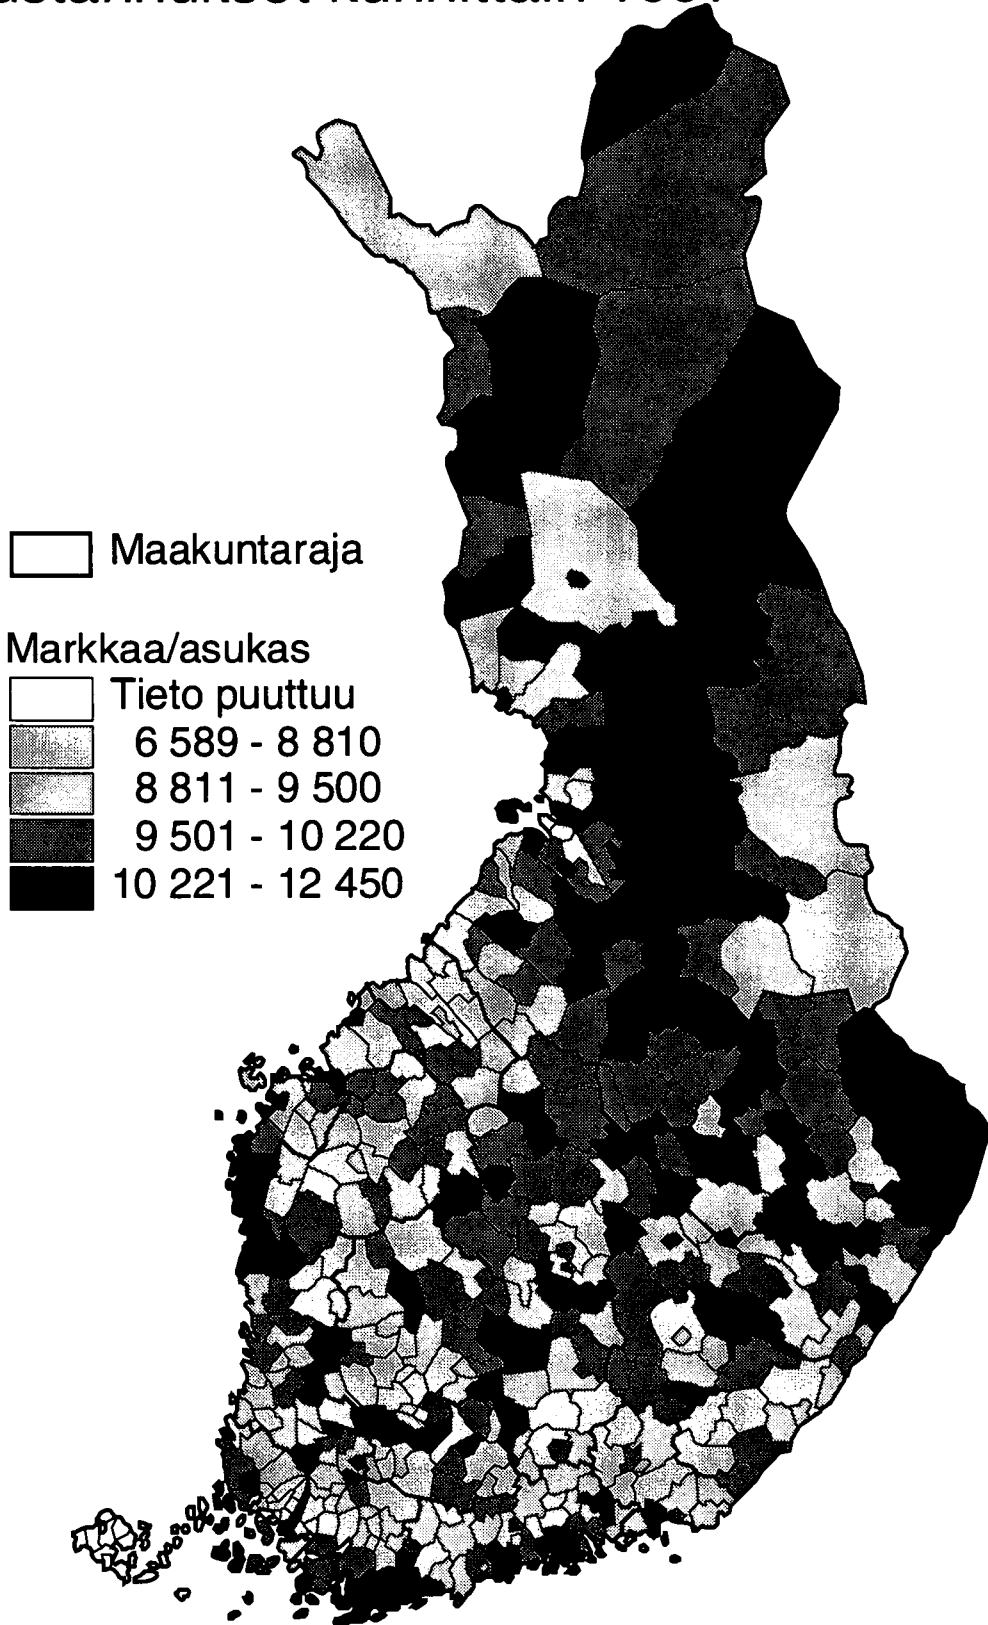 kunnittain
Maakuntaraja
Markkaa/asukas
Tieto puuttuu
6 589 - 8 810
8 811 - 9 500
9 501 - 10 220
10 221 - 12 450